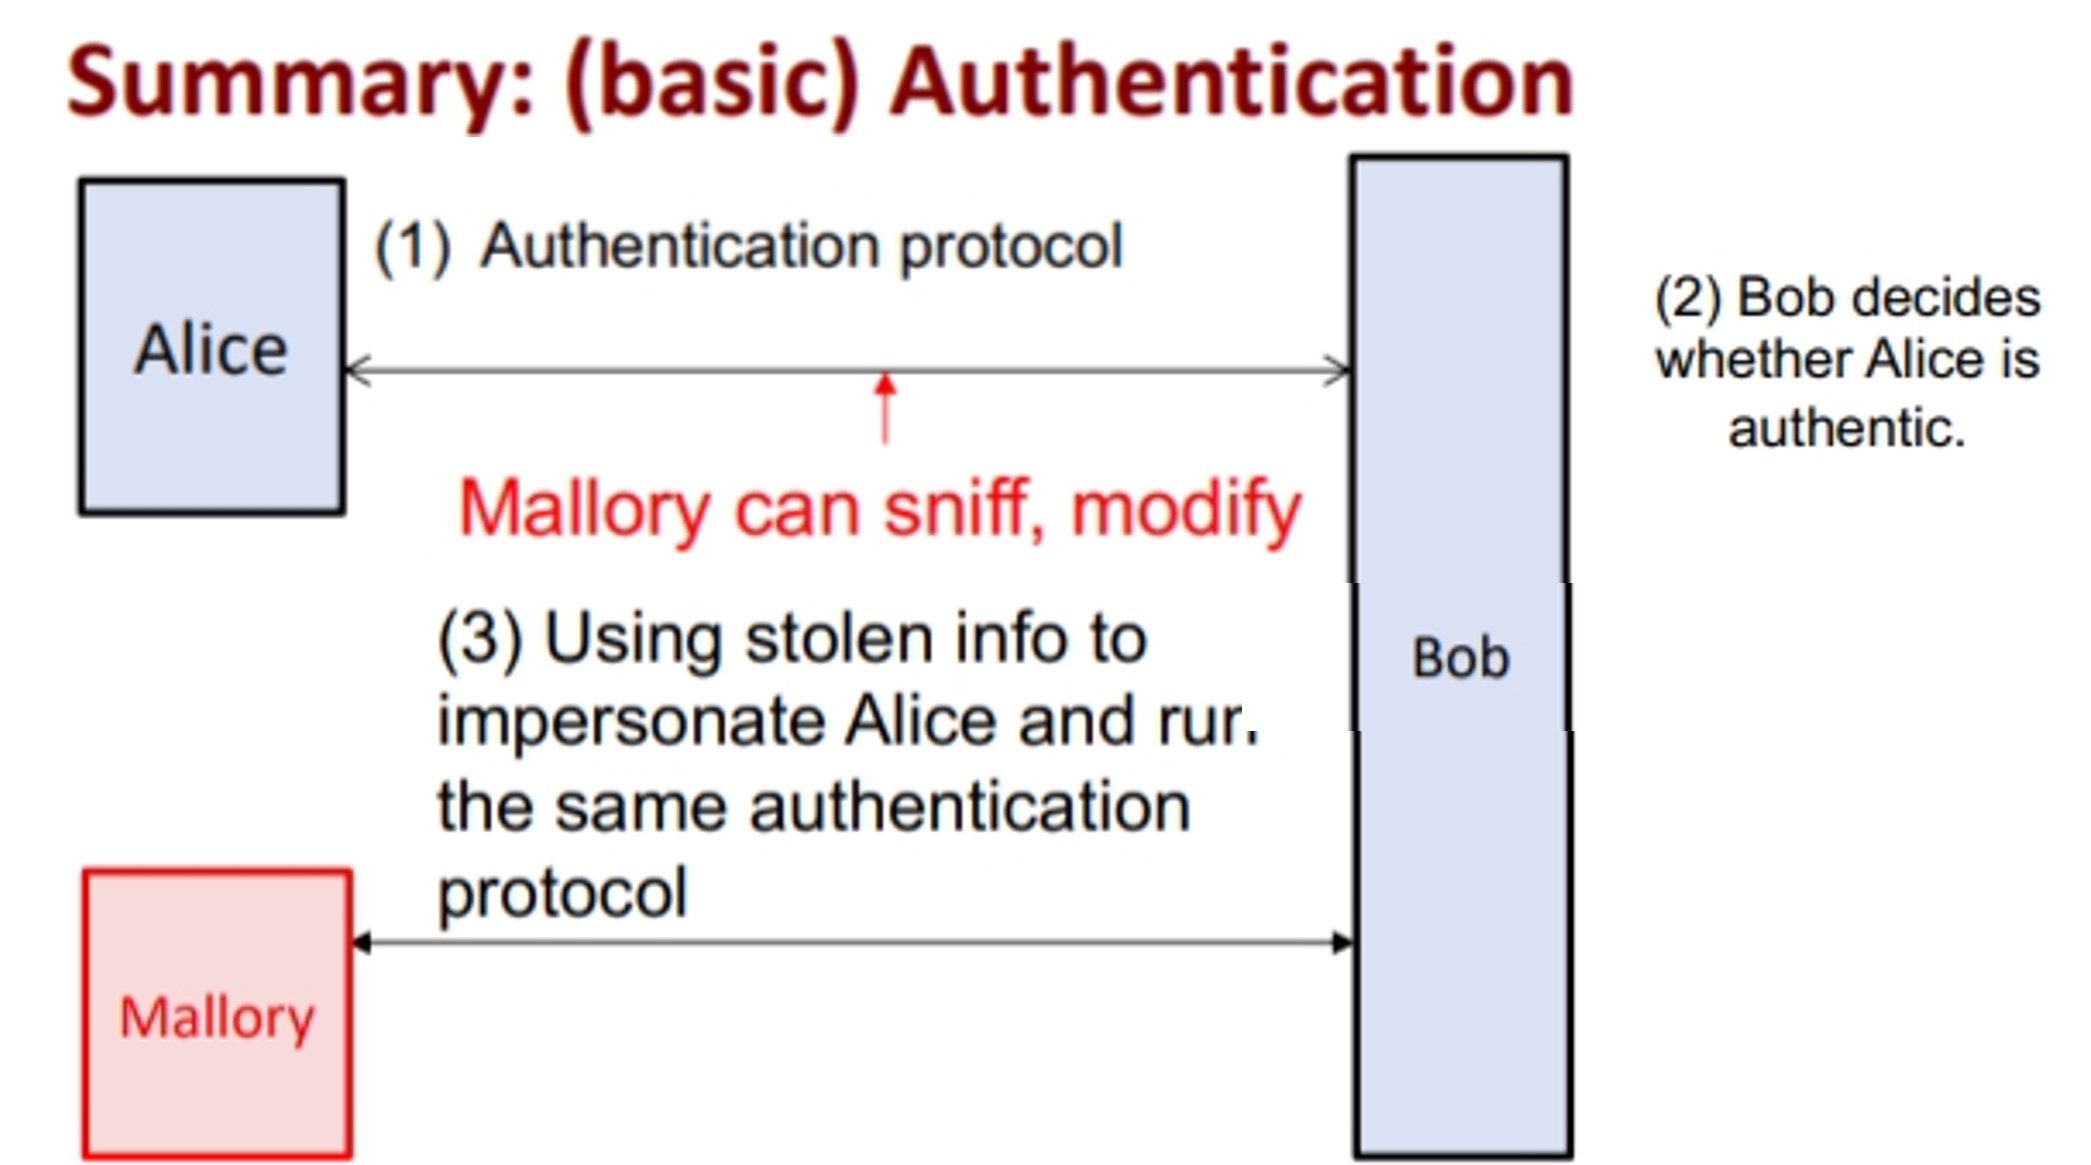 Summary: (basic) Authentication
Alice
(1) Authentication protocol
(2) Bob decides
whether Alice is
authentic.
Mallory can sniff, modify
(3) Using stolen info to
impersonate Alice and run
the same authentication
protocol
Bob
Mallory